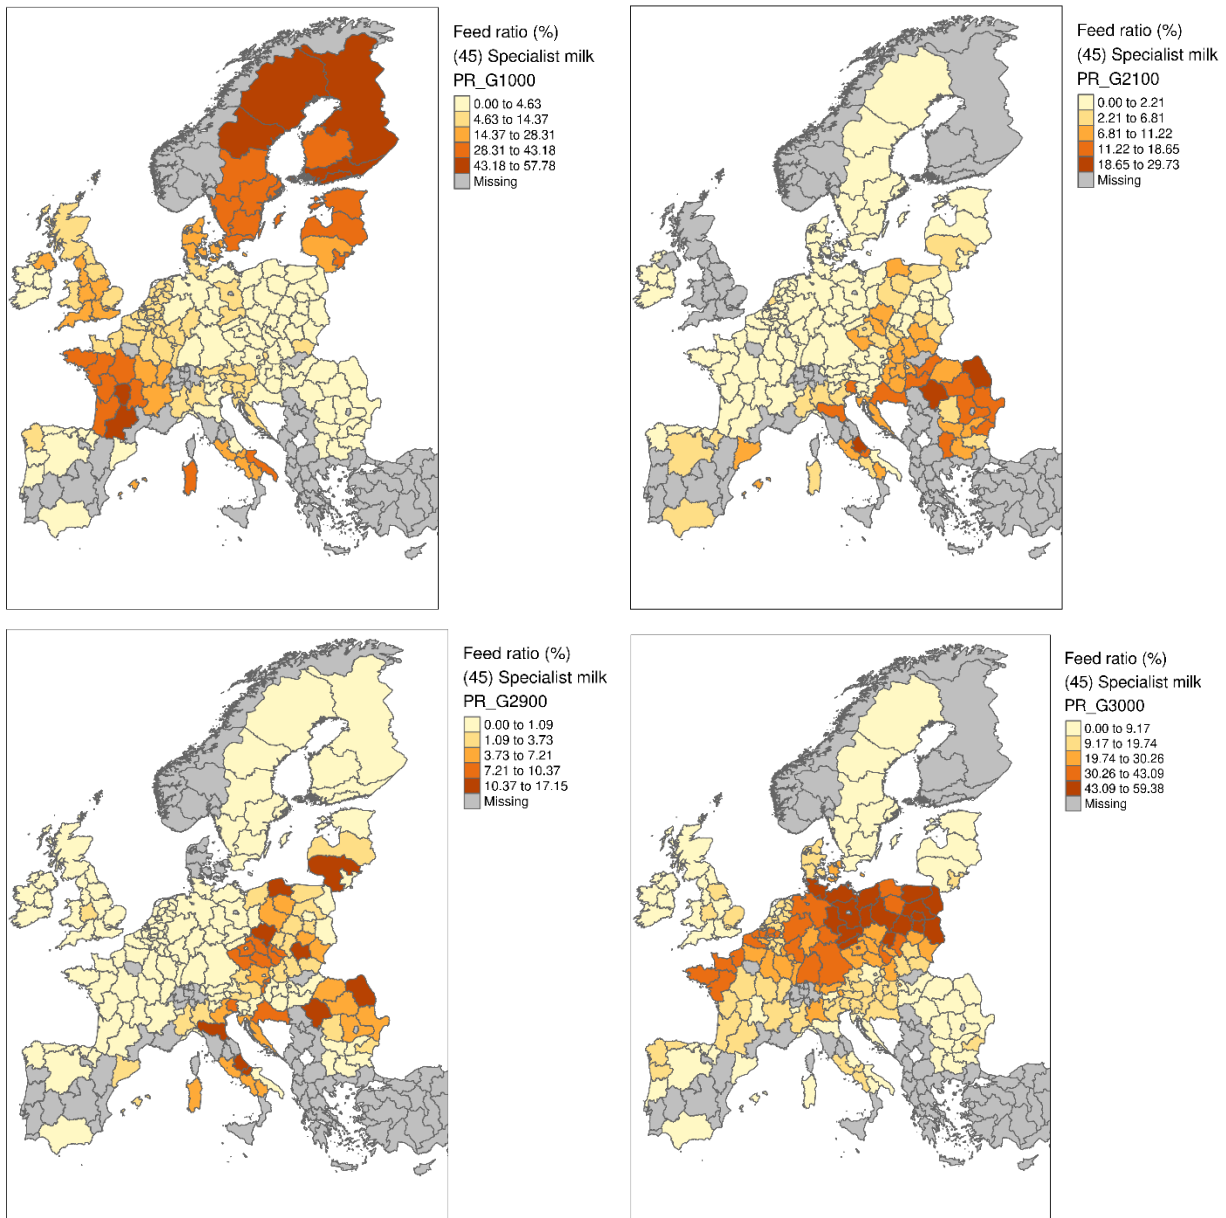 Feed ratio (%)
(45) Specialist milk
PR_G1000
0.00 to 4.63
4.63 to 14.37
14.37 to 28.31
28.31 to 43.18
43.18 to 57.78
Missing
Feed ratio (%)
(45) Specialist milk
PR_G2100
0.00 to 2.21
2.21 to 6.81
6.81 to 11.22
11.22 to 18.65
18.65 to 29.73
Missing
Feed ratio (%)
(45) Specialist milk
PR_G2900
0.00 to 1.09
1.09 to 3.73
3.73 to 7.21
7.21 to 10.37
10.37 to 17.15
Missing
Feed ratio (%)
(45) Specialist milk
PR_G3000
0.00 to 9.17
9.17 to 19.74
19.74 to 30.26
30.26 to 43.09
43.09 to 59.38
Missing